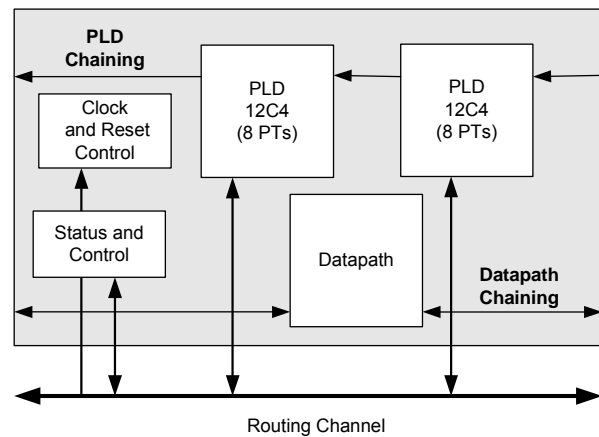 PLD
Chaining
PLD
12C4
(8 PTs)
PLD
12C4
(8 PTs)
Clock
and Reset
Control
Status and
Control
Datapath
Datapath
Chaining
Routing Channel